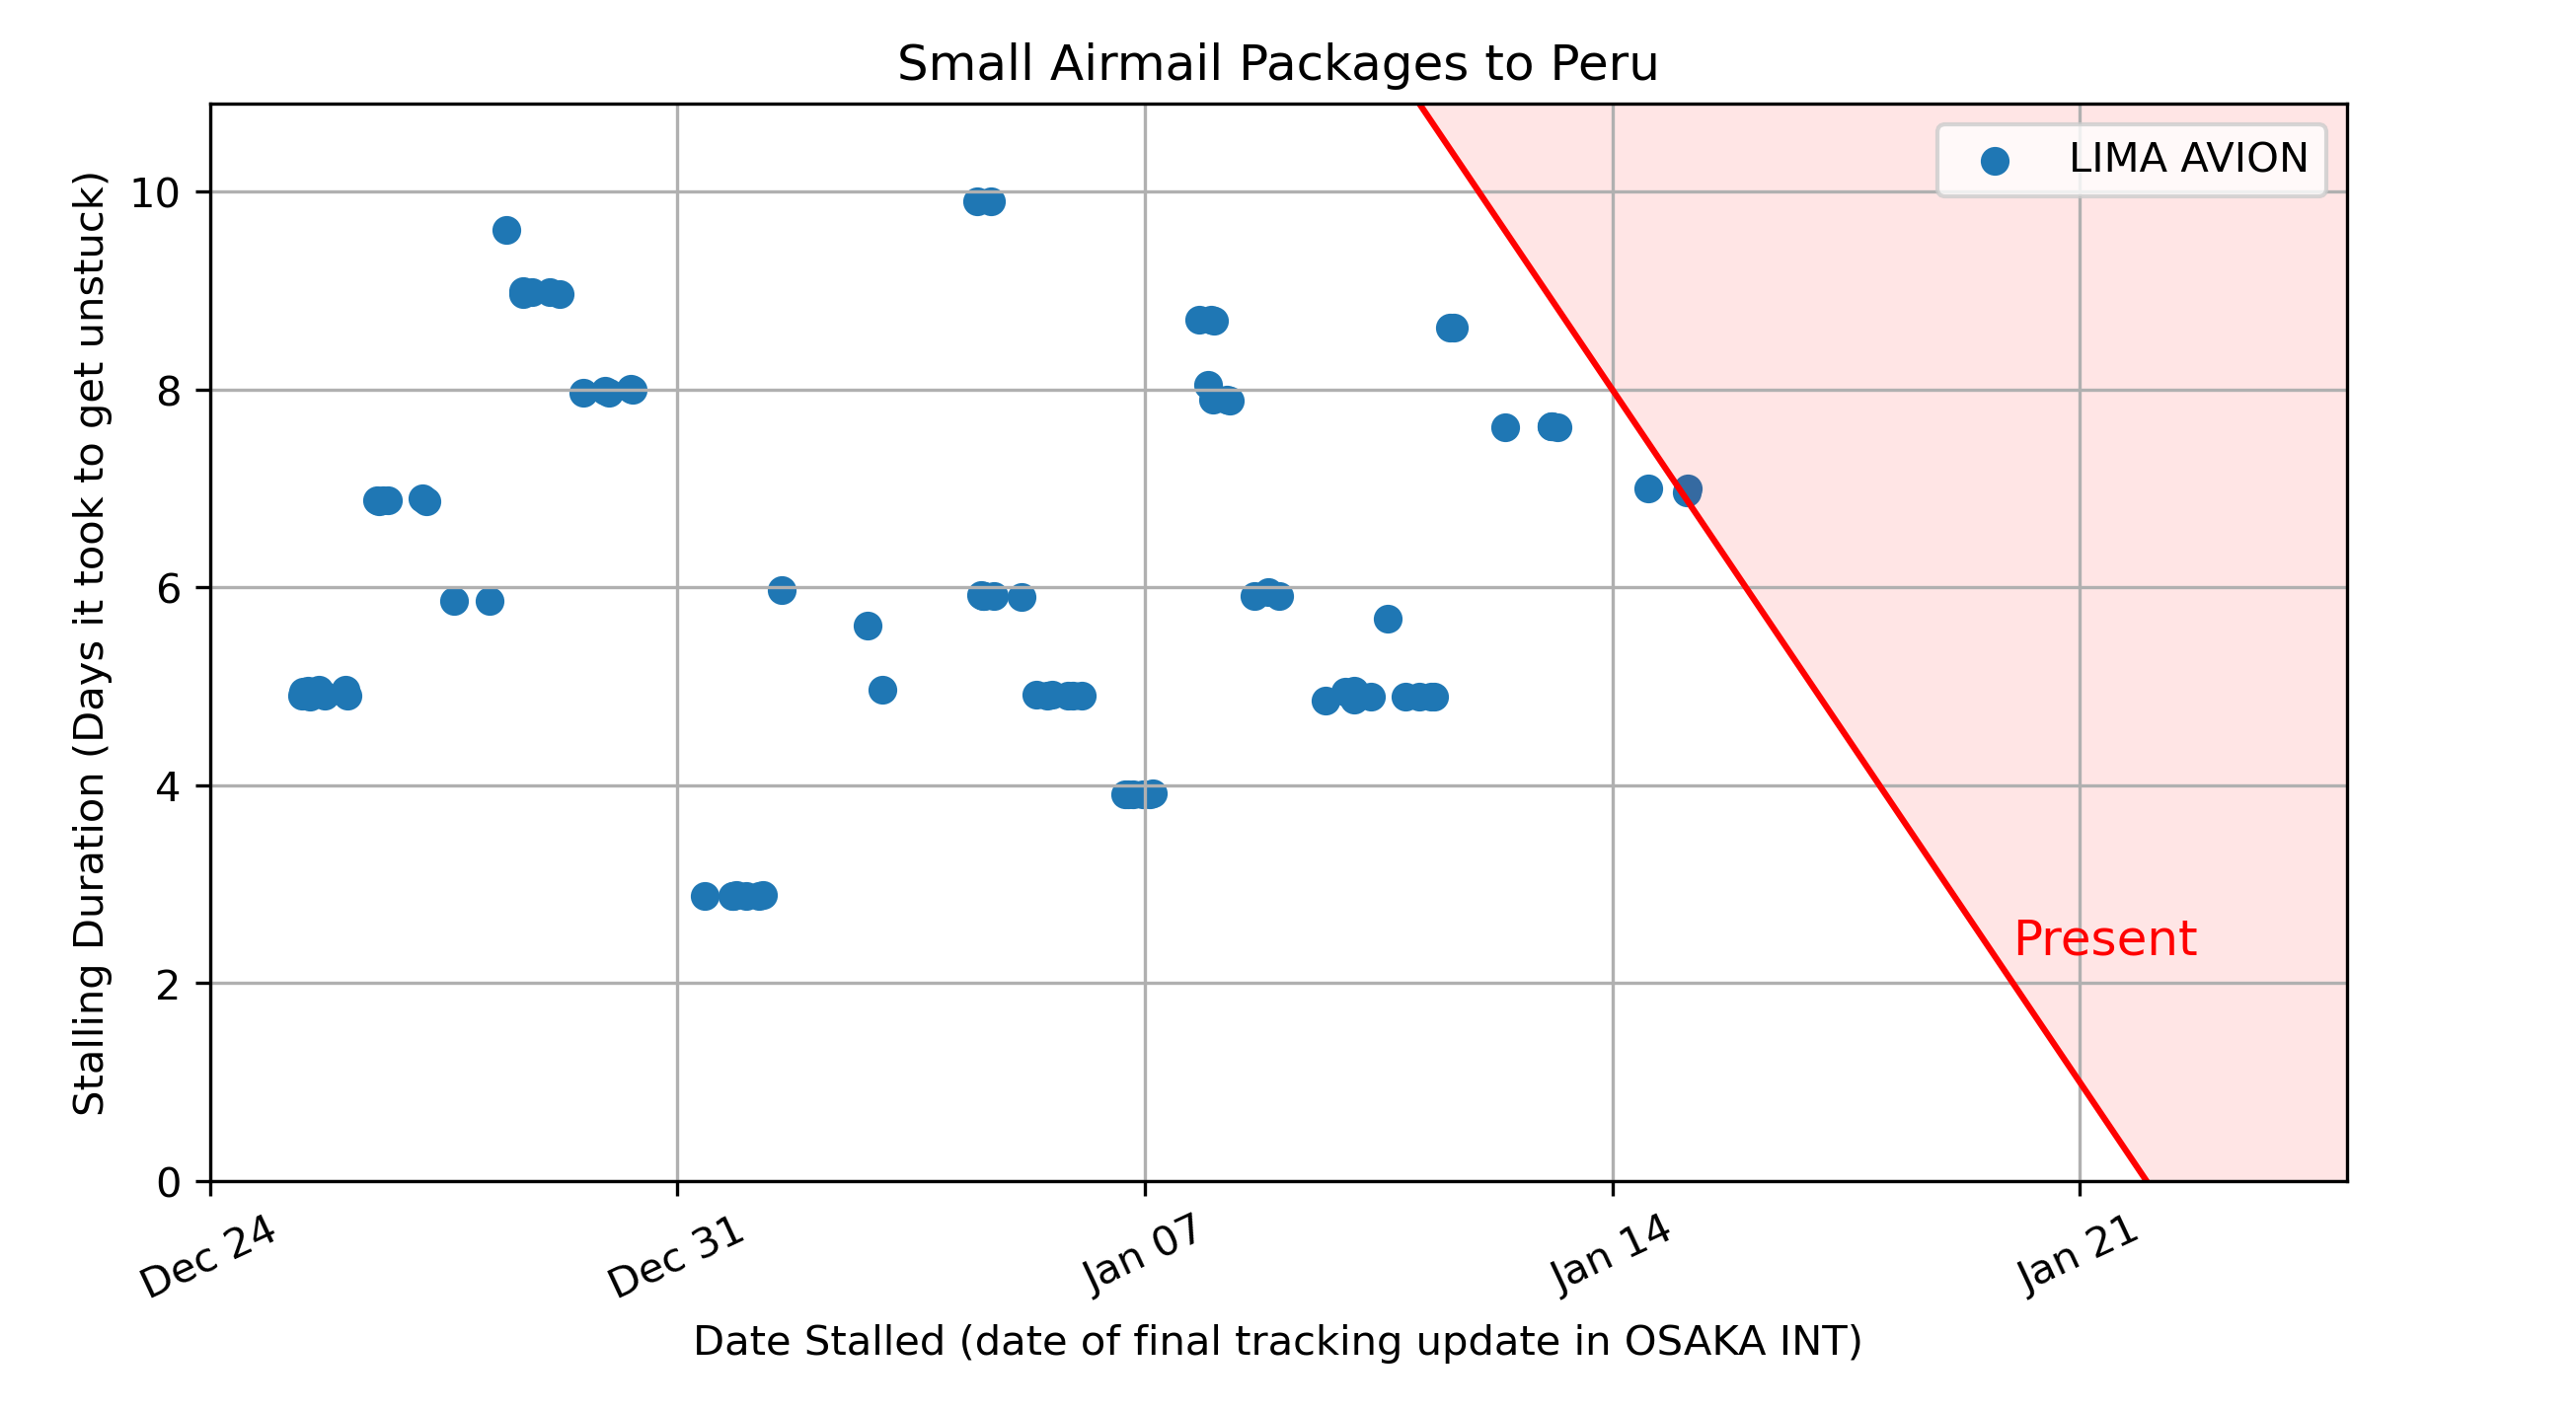 Small Airmail Packages to Peru
LIMA AVION
Stalling Duration (Days it took to get unstuck)
10
8
6
4
2
0
Present
Dec 24
Dec 31
Jan 07
Jan 14
Jan 21
Date Stalled (date of final tracking update in OSAKA INT)